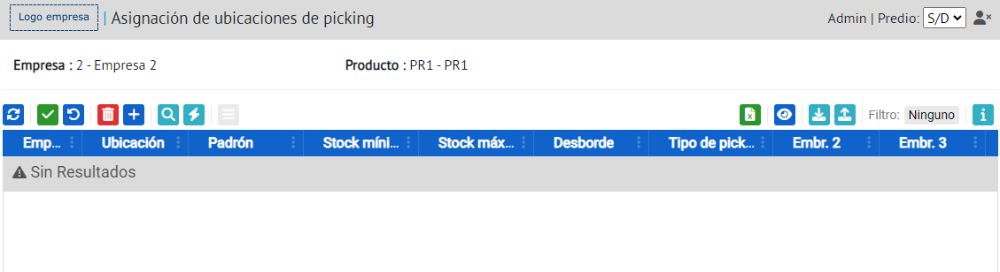 Logo empresa | Asignación de ubicaciones de picking Admin | Predio: S/D
Empresa : 2 - Empresa 2 Producto : PR1 - PR1
Filtro: Ninguno
Emp... Ubicación Padrón Stock míni... Stock máx... Desborde Tipo de pick... Embr. 2 Embr. 3
Sin Resultados